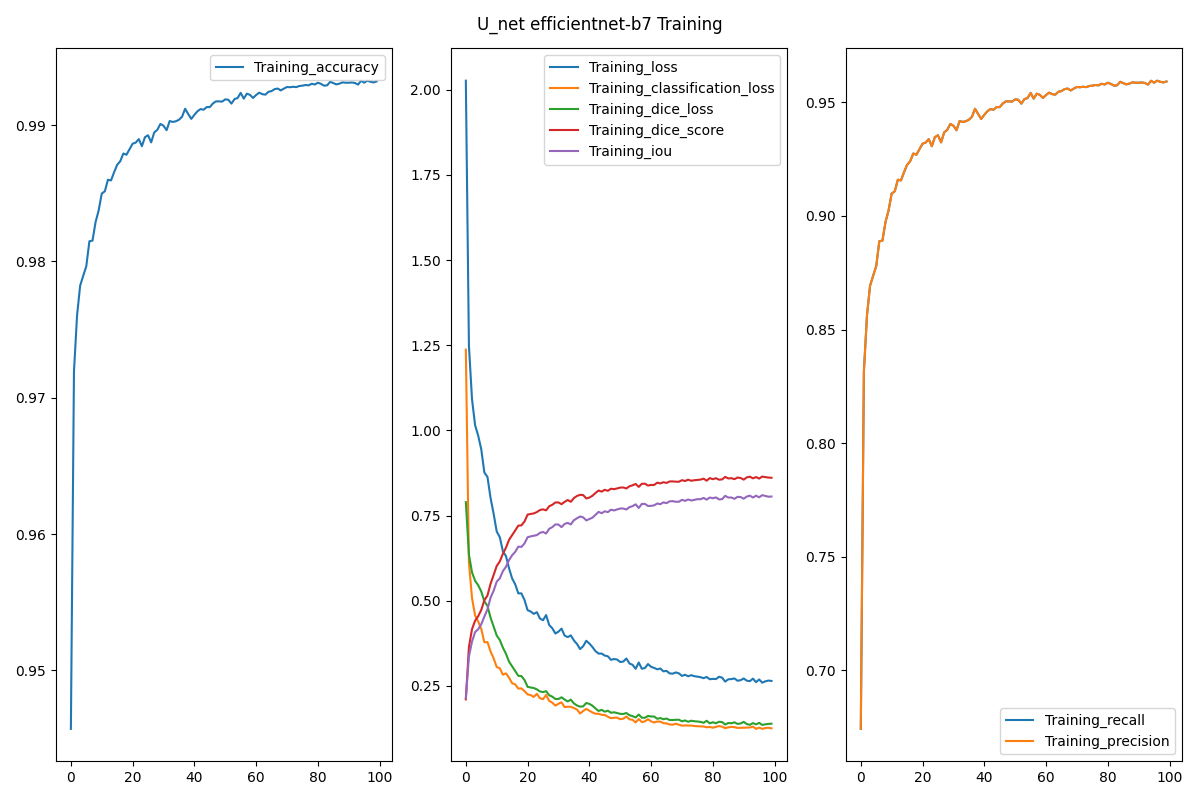 U_net efficientnet-b7 Training
Training_accuracy
0.99
0.98
0.97
0.96
0.95
0 20 40 60 80 100
Training_loss
Training_classification_loss
Training_dice_loss
Training_dice_score
Training_iou
2.00
1.75
1.50
1.25
1.00
0.75
0.50
0.25
0 20 40 60 80 100
0.95
0.90
0.85
0.80
0.75
0.70
Training_recall
Training_precision
0 20 40 60 80 100